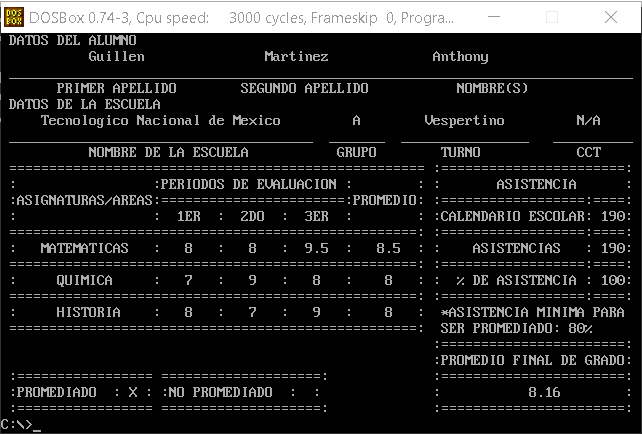 DOSBox 0.74-3, Cpu speed: 3000 cycles, Frameskip 0, Progra...
DATOS DEL ALUMNO
Guillen Martinez Anthony
PRIMER APELLIDO SEGUNDO APELLIDO NOMBRE(S)
DATOS DE LA ESCUELA
Tecnologico Nacional de Mexico A Vespertino N/A
NOMBRE DE LA ESCUELA GRUPO TURNO CCT
:PERIODOS DE EVALUACION : : ASISTENCIA :
:ASIGNATURAS/AREAS: :PROMEDIO:
: : 1ER : 2DO : 3ER : : :CALENDARIO ESCOLAR: 190:
: MATEMATICAS : 8 : 8 : 9.5 : 8.5 : : ASISTENCIAS : 190:
: QUIMICA : 7 : 9 : 8 : 8 : : % DE ASISTENCIA : 100:
: HISTORIA : 8 : 7 : 9 : 8 : *ASISTENCIA MINIMA PARA
SER PROMEDIADO: 80%
:PROMEDIO FINAL DE GRADO:
:PROMEDIADO : X : :NO PROMEDIADO : : : 8.16 :
C:\>_